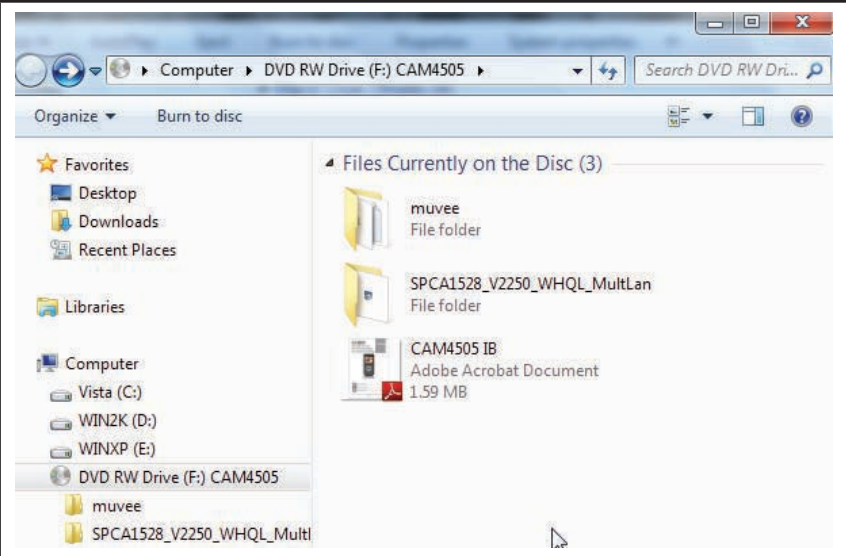 Computer ▸ DVD RW Drive (F:) CAM4505 ▸
Search DVD RW Dri...
Organize
Burn to disc
Favorites
Desktop
Downloads
Recent Places
Libraries
Computer
Vista (C:)
WIN2K (D:)
WINXP (E:)
DVD RW Drive (F:) CAM4505
muvee
SPCA1528_V2250_WHQL_Multl
Files Currently on the Disc (3)
muvee
File folder
SPCA1528_V2250_WHQL_MultLan
File folder
CAM4505 IB
Adobe Acrobat Document
1.59 MB